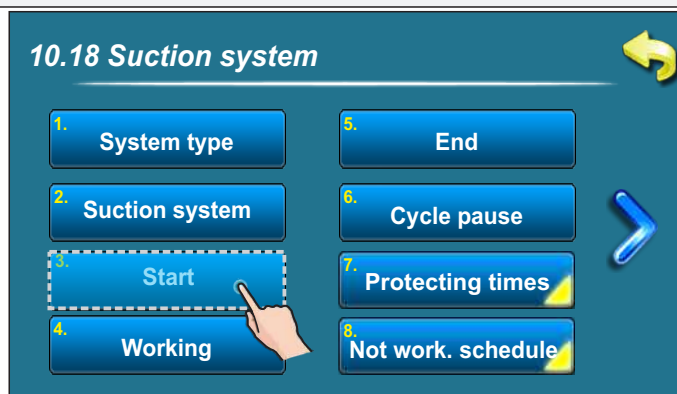 10.18 Suction system
1.
System type
2.
Suction system
3.
Start
4.
Working
5.
End
6.
Cycle pause
7.
Protecting times
8.
Not work. schedule